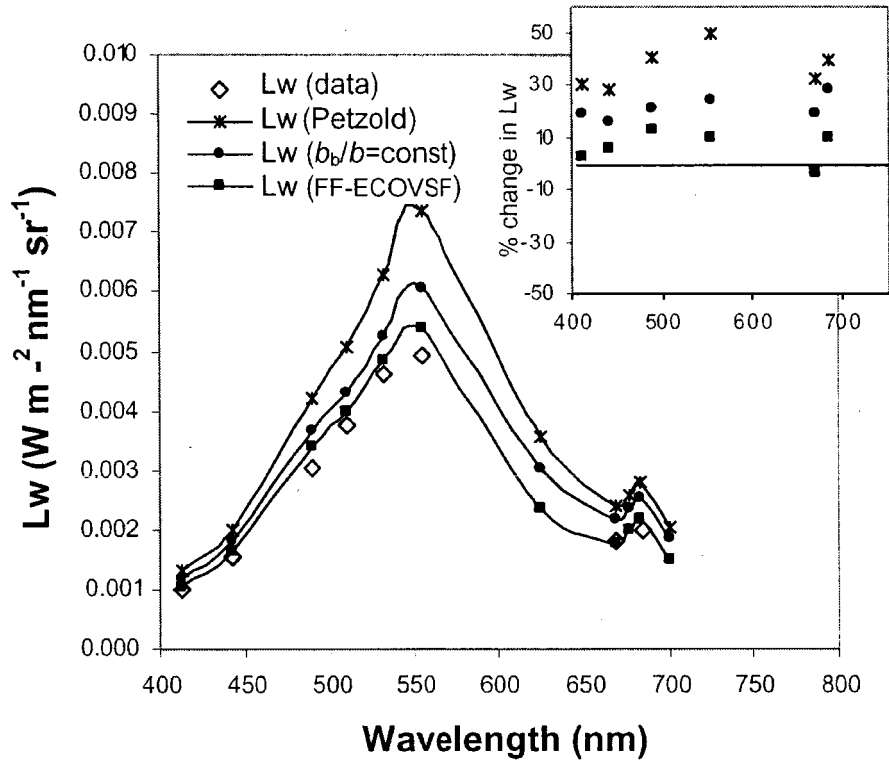 0.010
0.009
0.008
0.007
0.006
0.005
0.004
0.003
0.002
0.001
0.000
Lw (W m -² nm⁻¹ sr⁻¹)
Lw (data)
Lw (Petzold)
Lw (b_b/b=const)
Lw (FF-ECOVSF)
400 450 500 550 600 650 700 750 800
Wavelength (nm)
50
30
10
-10
-30
-50
% change in Lw
400 500 600 700